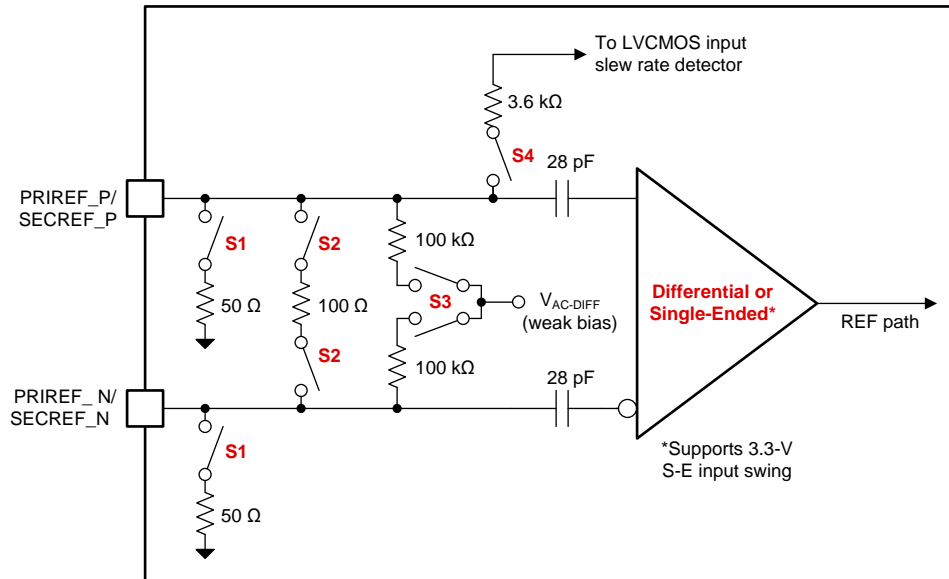 To LVCMOS input
slew rate detector
3.6 kΩ
S4
28 pF
PRIREF_P/
SECREF_P
S1
S2
100 kΩ
50 Ω
100 Ω
S3
V_AC-DIFF
(weak bias)
Differential or
Single-Ended*
REF path
S2
100 kΩ
PRIREF_ N/
SECREF_N
28 pF
S1
*Supports 3.3-V
S-E input swing
50 Ω